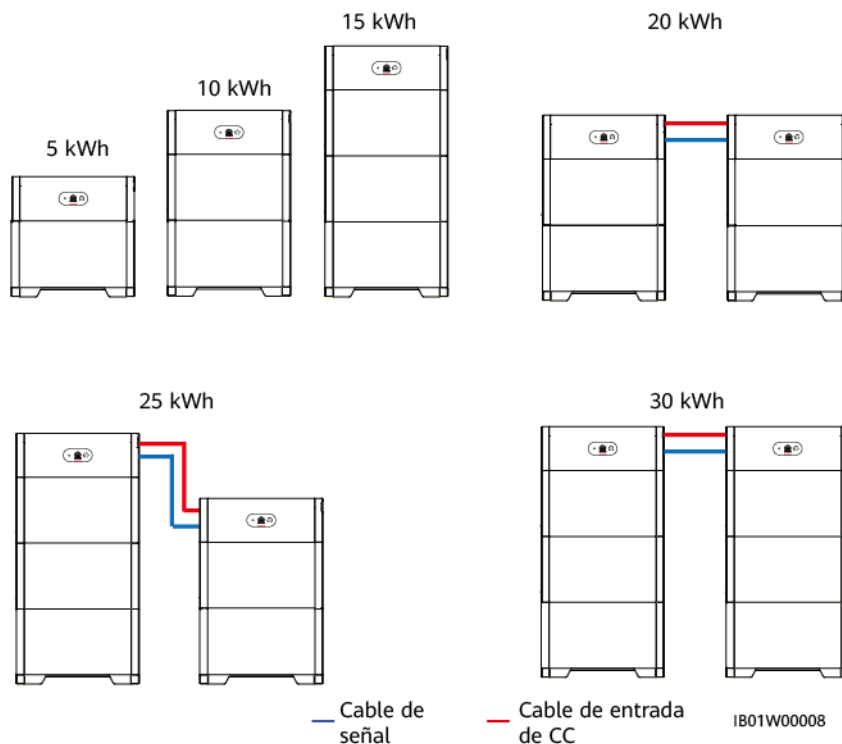 15 kWh
20 kWh
10 kWh
5 kWh
25 kWh
30 kWh
Cable de
señal
Cable de entrada
de CC
IB01W00008